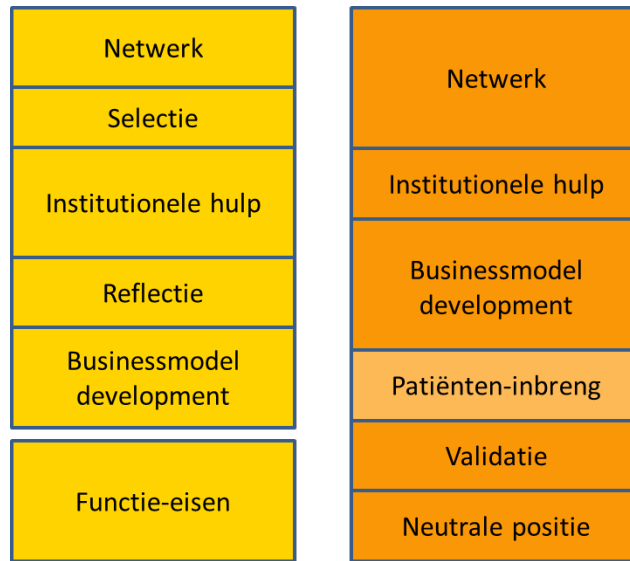 Netwerk
Selectie
Institutionele hulp
Reflectie
Businessmodel
development
Functie-eisen
Netwerk
Institutionele hulp
Businessmodel
development
Patiënten-inbreng
Validatie
Neutrale positie